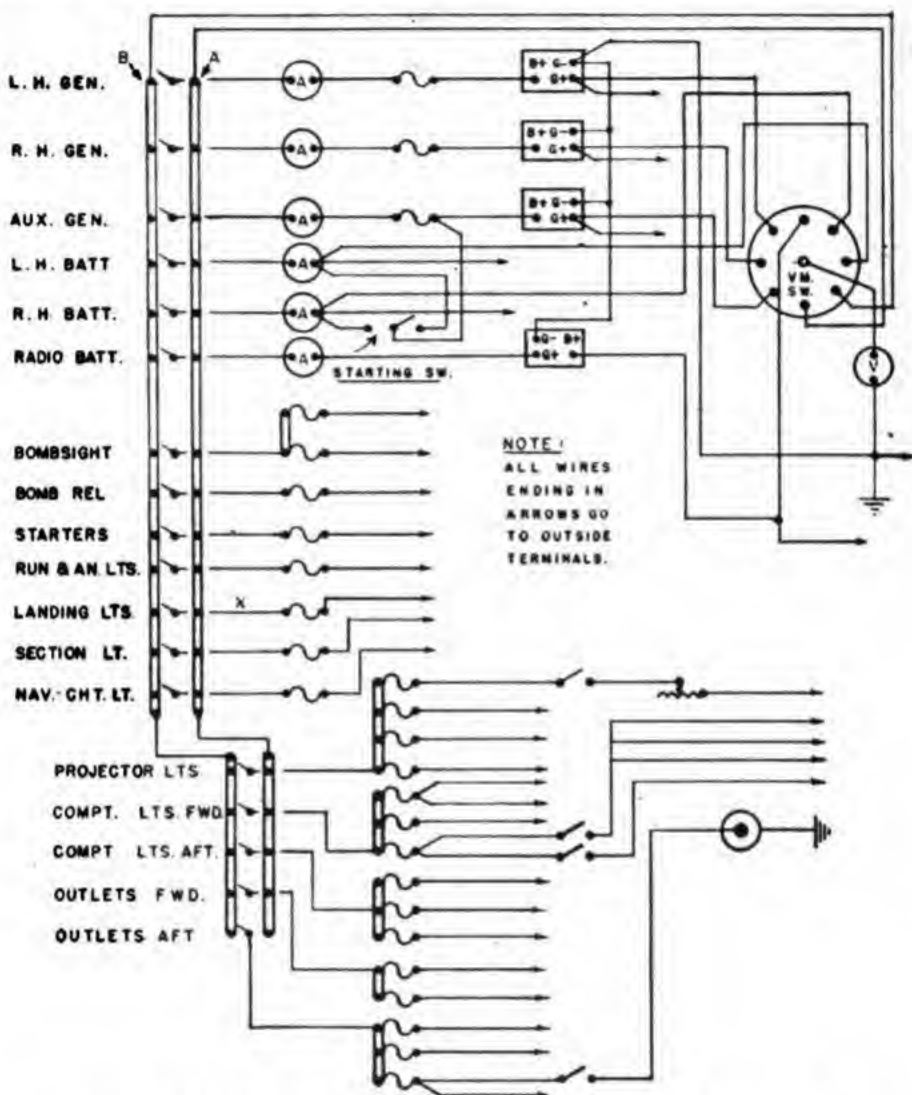 B A
L. H. GEN.
A
B+ G-
G+
R. H. GEN.
A
B+ G-
G+
AUX. GEN.
A
B+ G-
G+
L. H. BATT
A
V M.
SW.
R. H. BATT.
A
RADIO BATT.
A
G- B+
G+
V
STARTING SW.
BOMBSIGHT
BOMB REL
STARTERS
RUN & AN. LTS.
LANDING LTS.
X
SECTION LT.
NAV. CHT. LT.
NOTE:
ALL WIRES
ENDING IN
ARROWS GO
TO OUTSIDE
TERMINALS.
PROJECTOR LTS
COMPT. LTS. FWD.
COMPT LTS. AFT.
OUTLETS FWD.
OUTLETS AFT